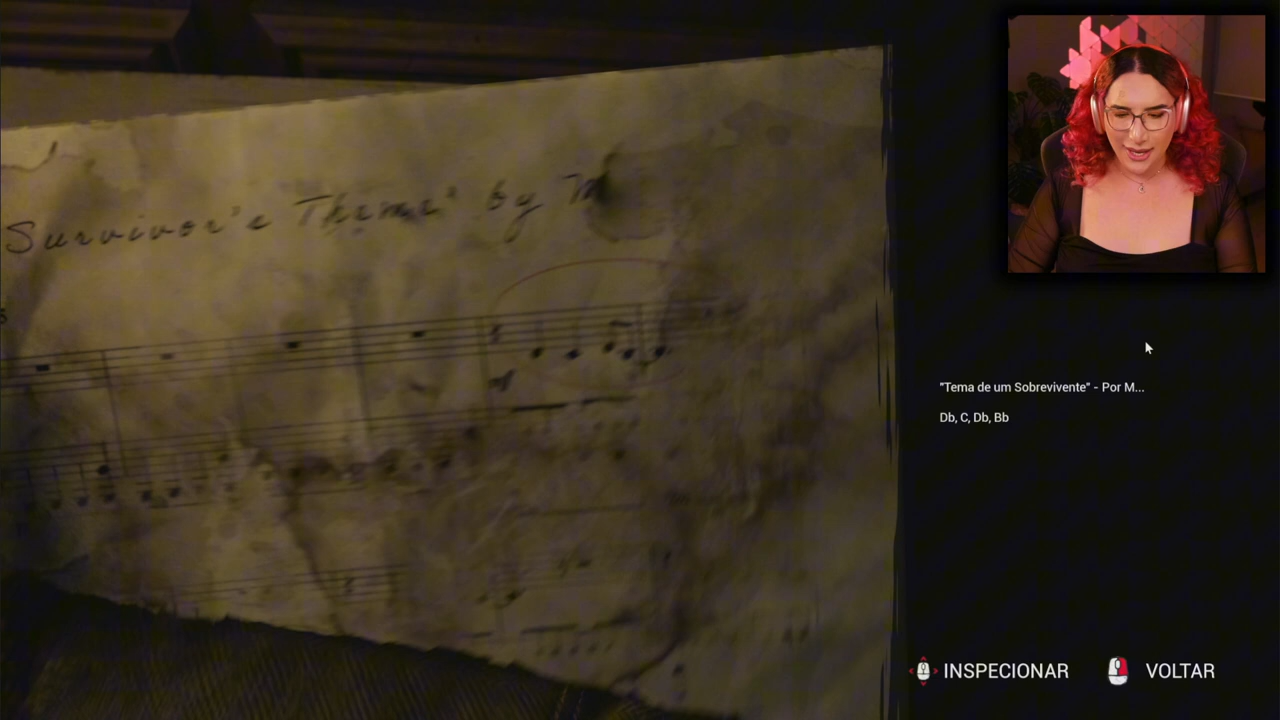 Survivor's Theme" by M
"Tema de um Sobrevivente" - Por M...
Db, C, Db, Bb
INSPECIONAR
VOLTAR